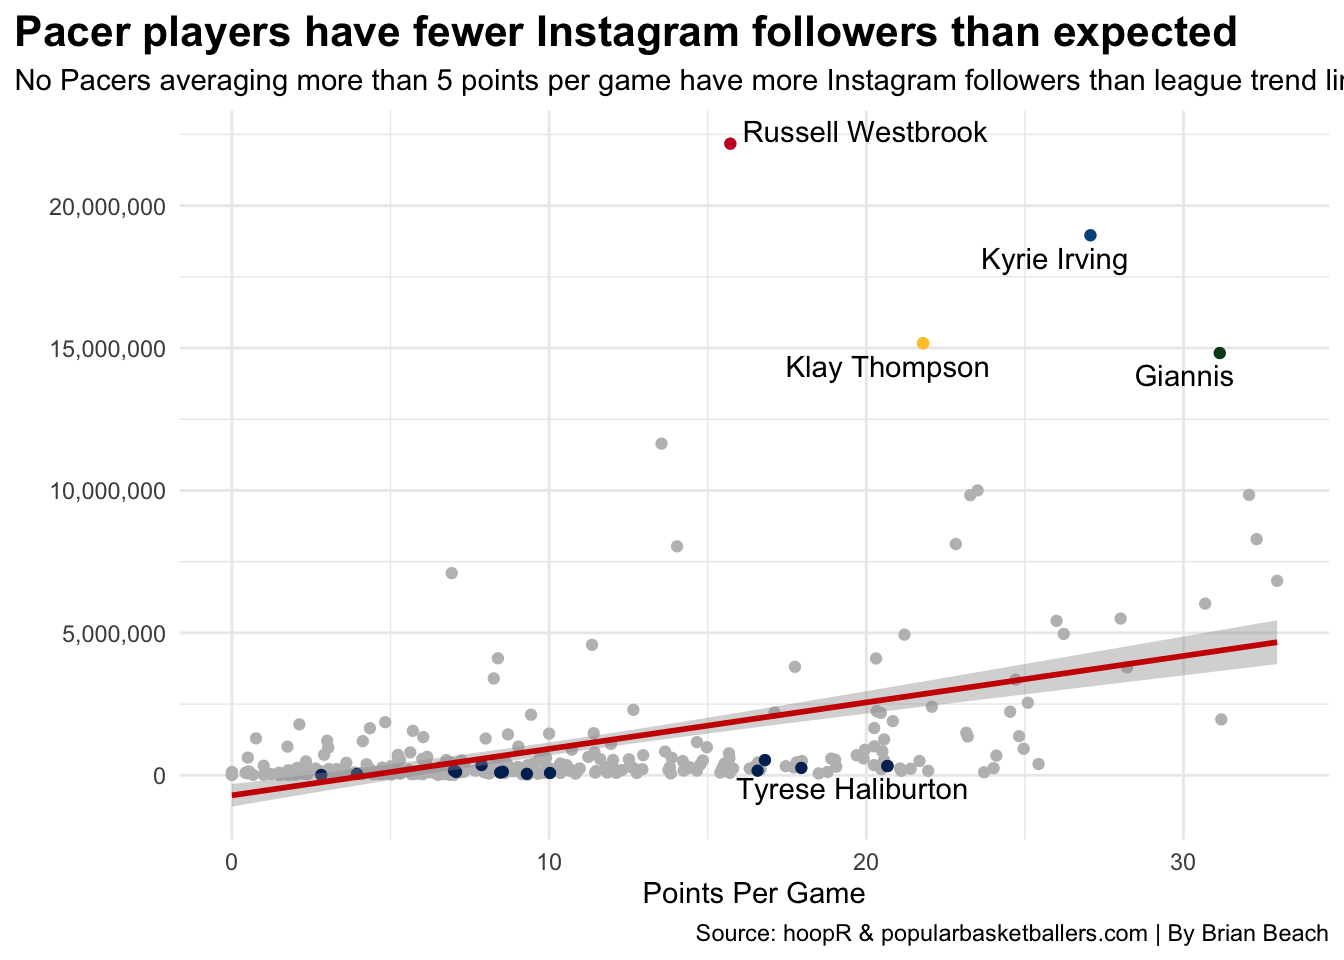 Pacer players have fewer Instagram followers than expected
No Pacers averaging more than 5 points per game have more Instagram followers than league trend
Russell Westbrook
20,000,000
Kyrie Irving
15,000,000
Klay Thompson
Giannis
10,000,000
5,000,000
0
Tyrese Haliburton
0 10 20 30
Points Per Game
Source: hoopR & popularbasketballers.com | By Brian Beach